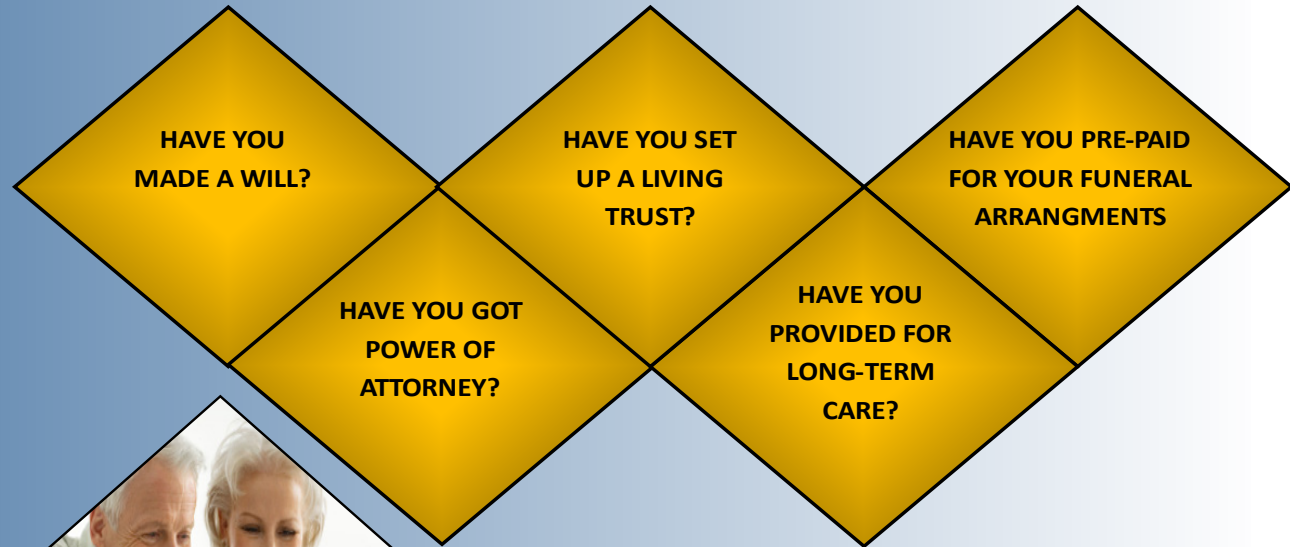 HAVE YOU
MADE A WILL?
HAVE YOU GOT
POWER OF
ATTORNEY?
HAVE YOU SET
UP A LIVING
TRUST?
HAVE YOU
PROVIDED FOR
LONG-TERM
CARE?
HAVE YOU PRE-PAID
FOR YOUR FUNERAL
ARRANGMENTS